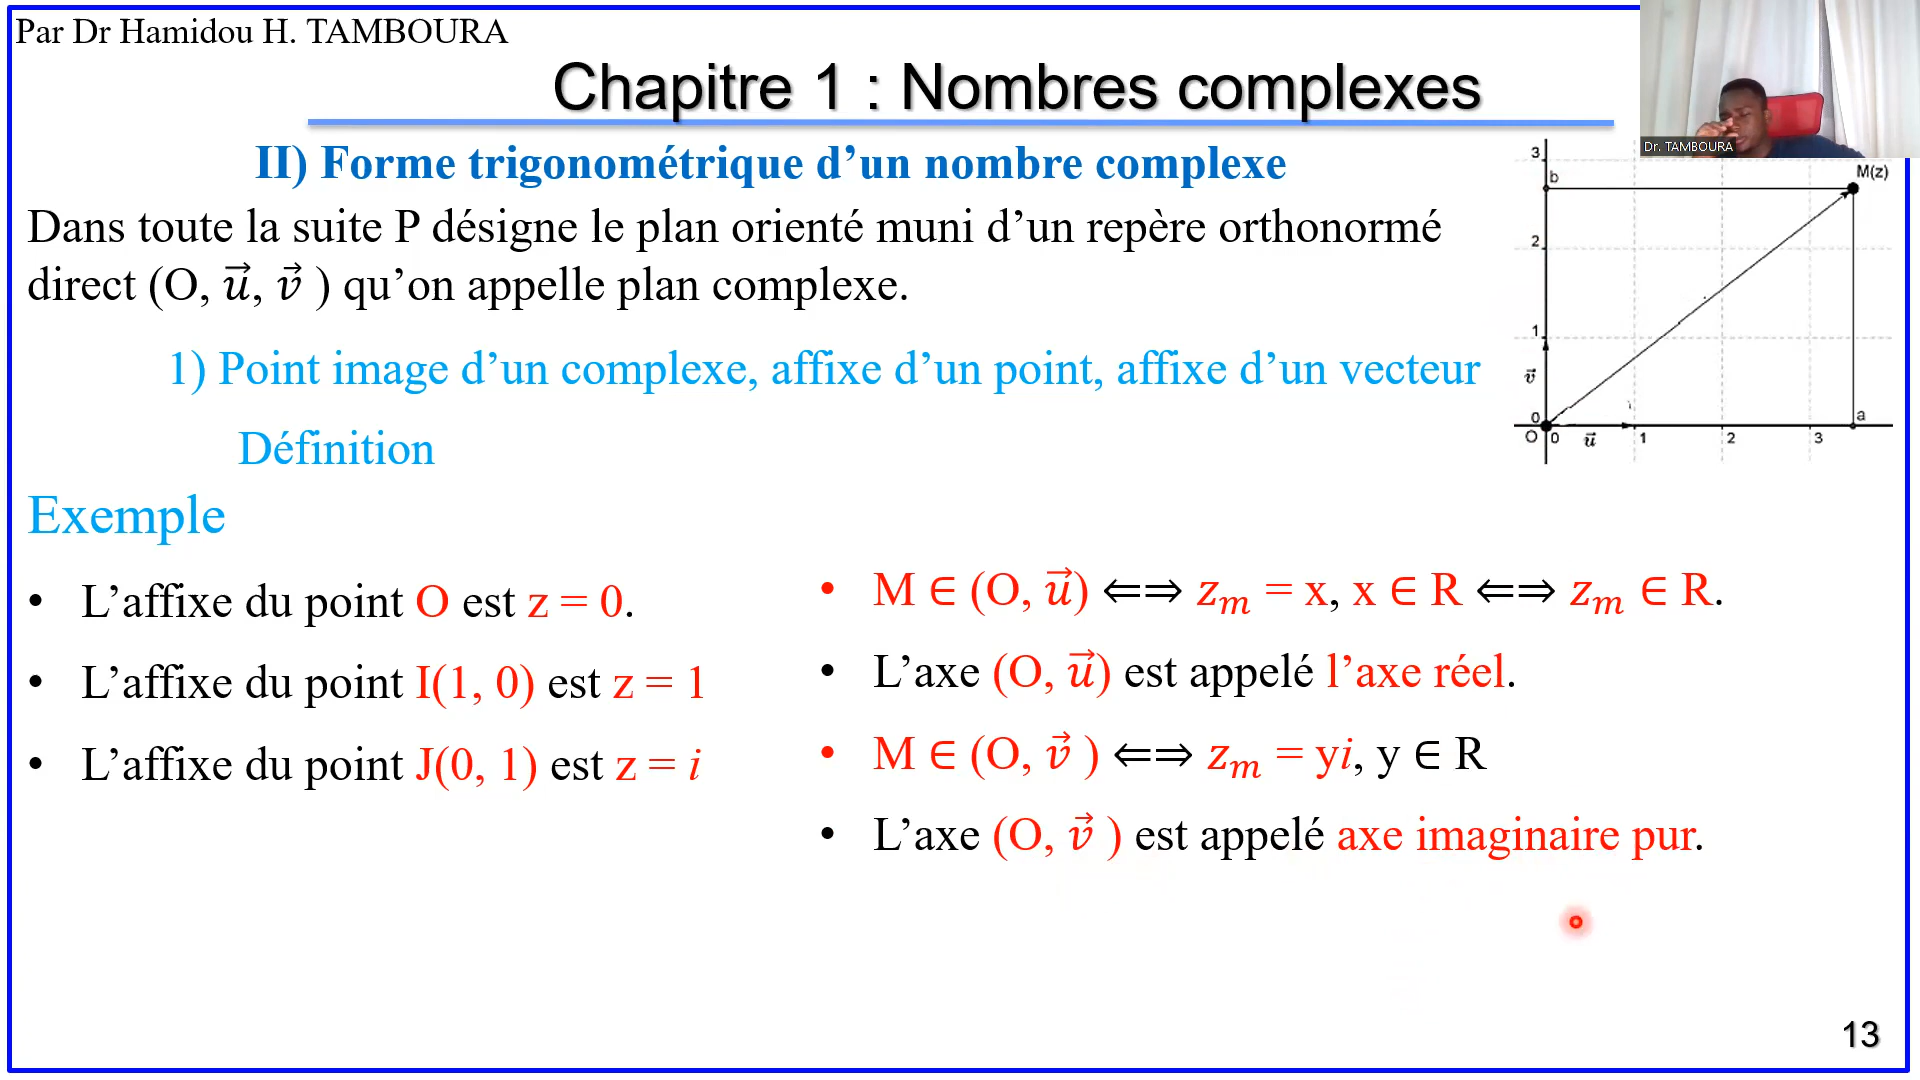 Par Dr Hamidou H. TAMBOURA
Chapitre 1 : Nombres complexes
Dr. TAMBOURA
II) Forme trigonométrique d’un nombre complexe
Dans toute la suite P désigne le plan orienté muni d’un repère orthonormé
direct (O, u⃗, v⃗ ) qu’on appelle plan complexe.
1) Point image d’un complexe, affixe d’un point, affixe d’un vecteur
Définition
3
b
M(z)
2
1
v⃗
0
a
O 0 u⃗ 1 2 3
Exemple
• L’affixe du point O est z = 0.
• L’affixe du point I(1, 0) est z = 1
• L’affixe du point J(0, 1) est z = i
• M ∈ (O, u⃗) ⇐⇒ zₘ = x, x ∈ R ⇐⇒ zₘ ∈ R.
• L’axe (O, u⃗) est appelé l’axe réel.
• M ∈ (O, v⃗ ) ⇐⇒ zₘ = yi, y ∈ R
• L’axe (O, v⃗ ) est appelé axe imaginaire pur.
13